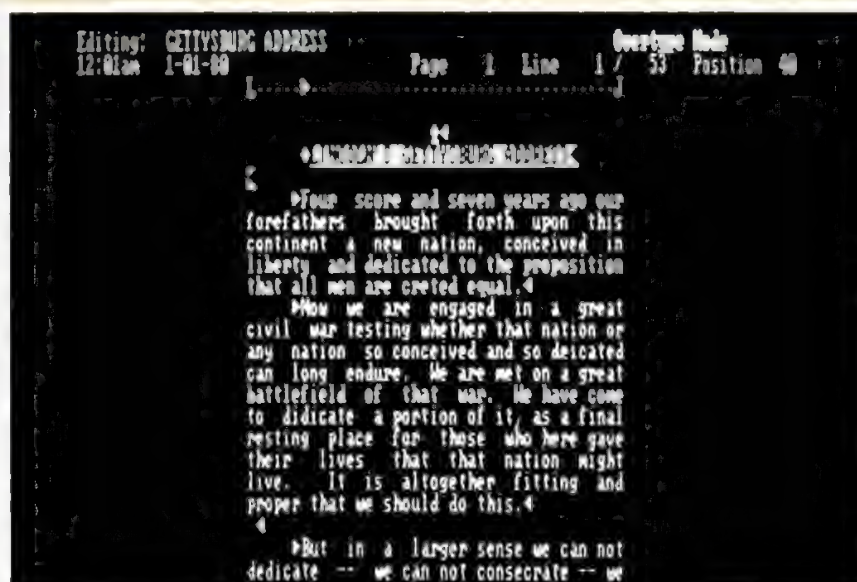 Editing: GETTYSBURG ADDRESS Overtype Mode
12:01am 1-01-80 Page 1 Line 1 / 53 Position 40
Four score and seven years ago our
forefathers brought forth upon this
continent a new nation, conceived in
liberty and dedicated to the proposition
that all men are creted equal.
Now we are engaged in a great
civil war testing whether that nation or
any nation so conceived and so deicated
can long endure. We are met on a great
battlefield of that war. We have come
to didicate a portion of it, as a final
resting place for those who here gave
their lives that that nation might
live. It is altogether fitting and
proper that we should do this.
But in a larger sense we can not
dedicate -- we can not consecrate -- we